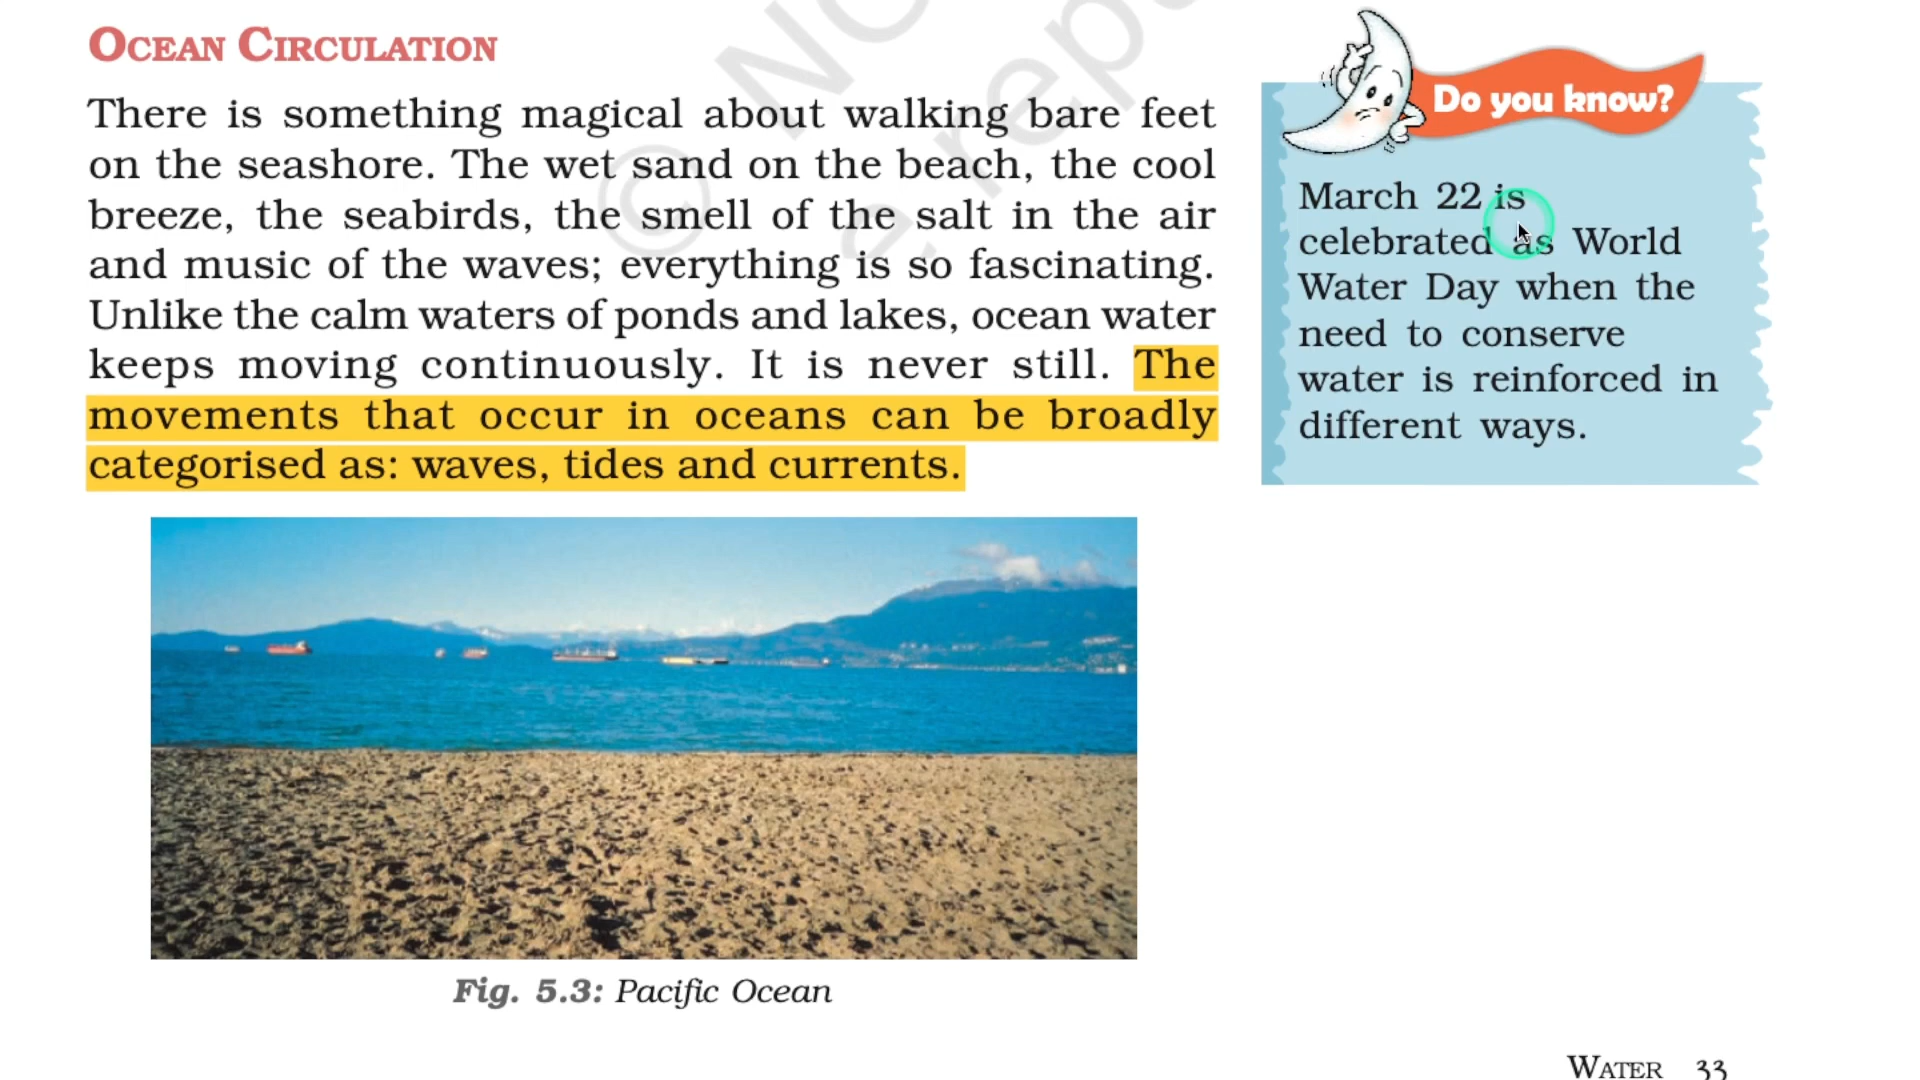 OCEAN CIRCULATION
There is something magical about walking bare feet
on the seashore. The wet sand on the beach, the cool
breeze, the seabirds, the smell of the salt in the air
and music of the waves; everything is so fascinating.
Unlike the calm waters of ponds and lakes, ocean water
keeps moving continuously. It is never still. The
movements that occur in oceans can be broadly
categorised as: waves, tides and currents.
Do you know?
March 22 is
celebrated as World
Water Day when the
need to conserve
water is reinforced in
different ways.
Fig. 5.3: Pacific Ocean
WATER 33